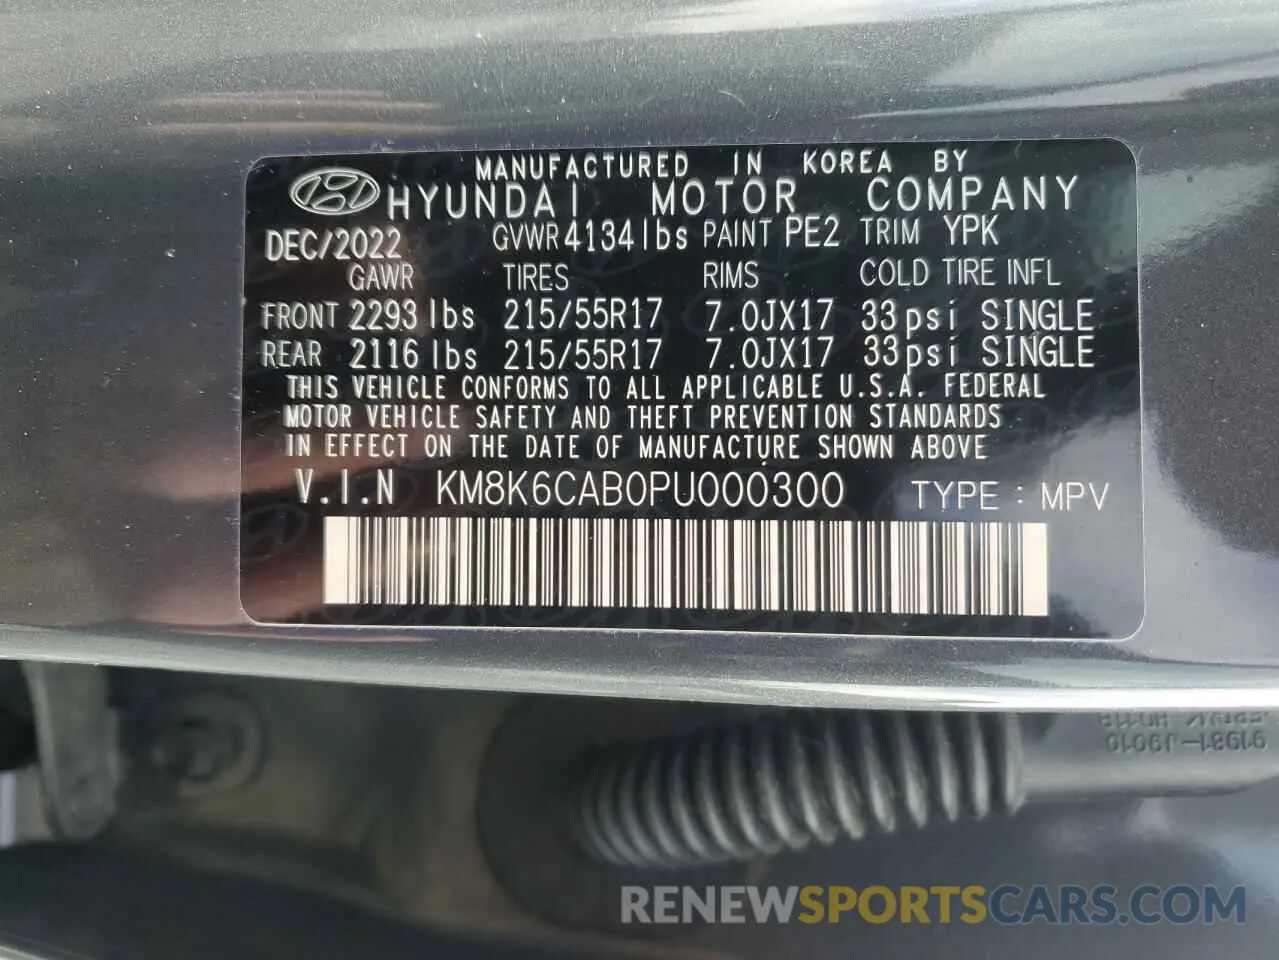 MANUFACTURED IN KOREA BY
HYUNDAI MOTOR COMPANY
DEC/2022 GVWR 4134 lbs PAINT PE2 TRIM YPK
GAWR TIRES RIMS COLD TIRE INFL
FRONT 2293 lbs 215/55R17 7.0JX17 33psi SINGLE
REAR 2116 lbs 215/55R17 7.0JX17 33psi SINGLE
THIS VEHICLE CONFORMS TO ALL APPLICABLE U.S.A. FEDERAL
MOTOR VEHICLE SAFETY AND THEFT PREVENTION STANDARDS
IN EFFECT ON THE DATE OF MANUFACTURE SHOWN ABOVE
V.I.N KM8K6CAB0PU000300 TYPE : MPV
91981-J9010
RENEWSPORTSCARS.COM